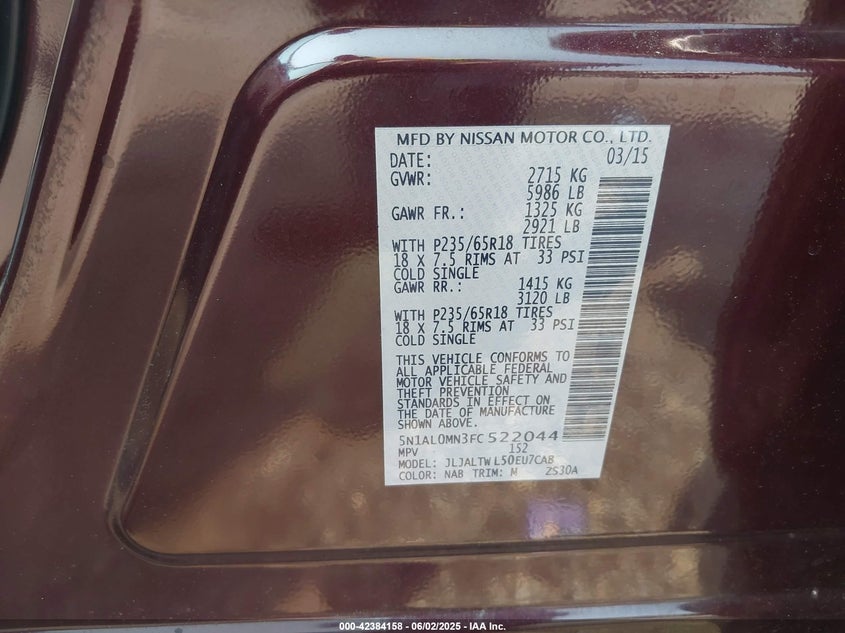 MFD BY NISSAN MOTOR CO., LTD.
DATE: 03/15
GVWR: 2715 KG
5986 LB
GAWR FR.: 1325 KG
2921 LB
WITH P235/65R18 TIRES
18 X 7.5 RIMS AT 33 PSI
COLD SINGLE
GAWR RR.: 1415 KG
3120 LB
WITH P235/65R18 TIRES
18 X 7.5 RIMS AT 33 PSI
COLD SINGLE
THIS VEHICLE CONFORMS TO
ALL APPLICABLE FEDERAL
MOTOR VEHICLE SAFETY AND
THEFT PREVENTION
STANDARDS IN EFFECT ON
THE DATE OF MANUFACTURE
SHOWN ABOVE.
5N1AL0MN3FC522044
MPV 152
MODEL: JLJALTWL50EU7CAB
COLOR: NAB TRIM: M 2S30A
000-42384158 - 06/02/2025 - IAA Inc.